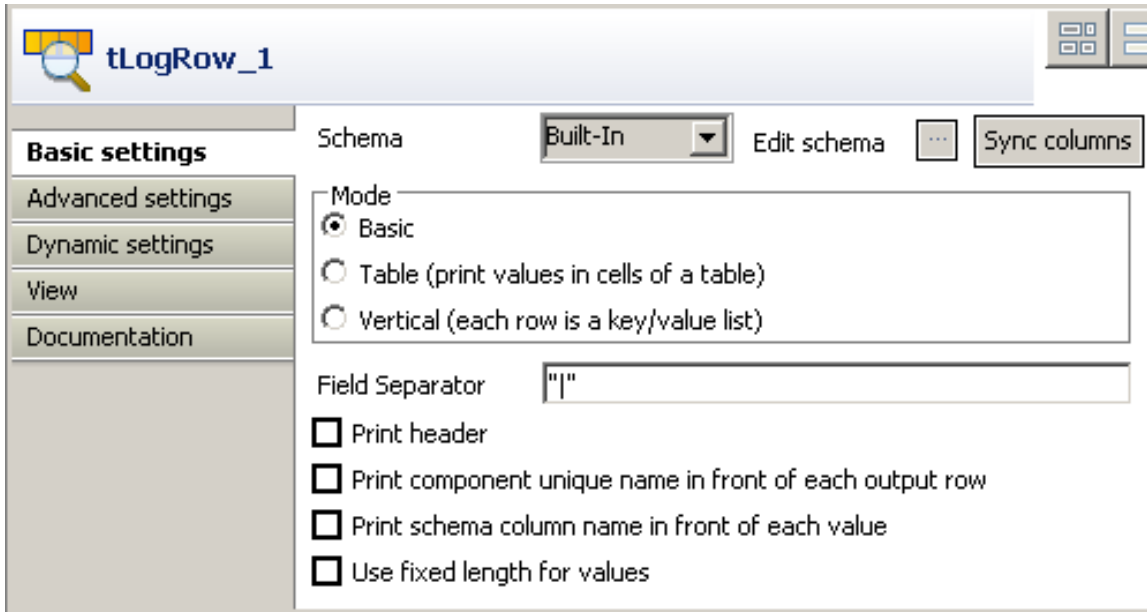 tLogRow_1
Basic settings
Advanced settings
Dynamic settings
View
Documentation
Schema Built-In Edit schema ... Sync columns
Mode
Basic
Table (print values in cells of a table)
Vertical (each row is a key/value list)
Field Separator "|"
Print header
Print component unique name in front of each output row
Print schema column name in front of each value
Use fixed length for values